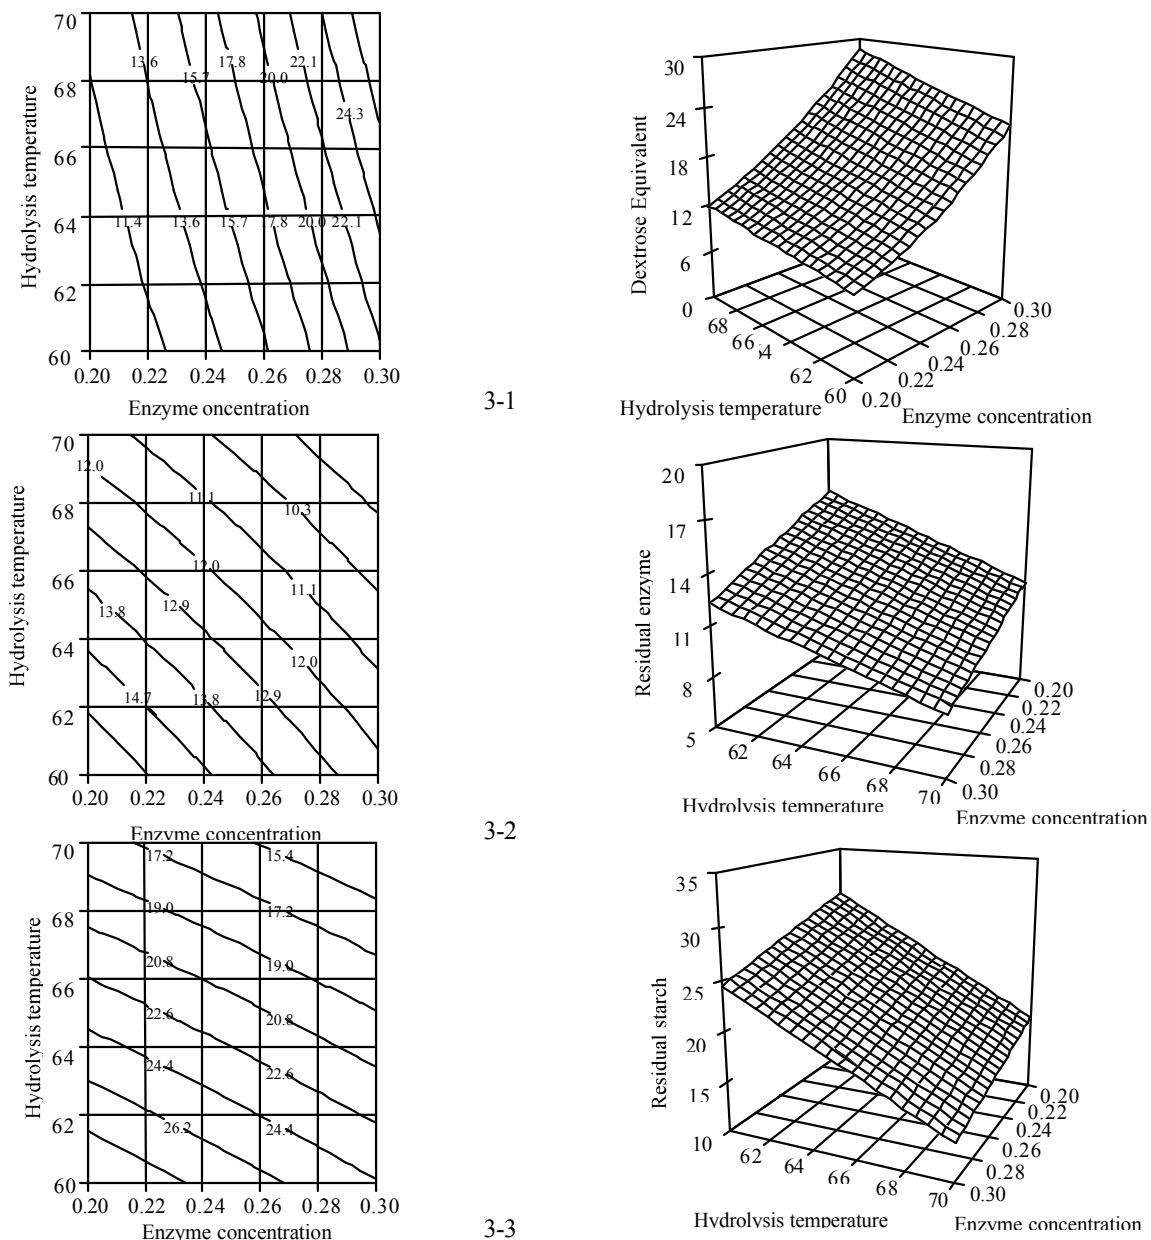 70
68
66
64
62
60
0.20 0.22 0.24 0.26 0.28 0.30
Hydrolysis temperature
Enzyme oncentration
13.6 15.7 17.8 20.0 22.1 24.3
11.4 13.6 15.7 17.8 20.0 22.1
3-1
30
24
18
12
6
0
Dextrose Equivalent
68 66 62 60
0.20 0.22 0.24 0.26 0.28 0.30
Hydrolysis temperature
Enzyme concentration
70
68
66
64
62
60
0.20 0.22 0.24 0.26 0.28 0.30
Hydrolysis temperature
Enzyme concentration
12.0 11.1 10.3
12.0 11.1
13.8 12.9 12.0
14.7 13.8 12.9
3-2
20
17
14
11
8
5
Residual enzyme
62 64 66 68 70
0.20
0.22
0.24
0.26
0.28
0.30
Hydrolysis temperature
Enzyme concentration
70
68
66
64
62
60
0.20 0.22 0.24 0.26 0.28 0.30
Hydrolysis temperature
Enzyme concentration
17.2 15.4
19.0 17.2
20.8 19.0
22.6 20.8
24.4 22.6
26.2 24.4
3-3
35
30
25
20
15
10
Residual starch
62 64 66 68 70
0.20
0.22
0.24
0.26
0.28
0.30
Hydrolysis temperature
Enzyme concentration